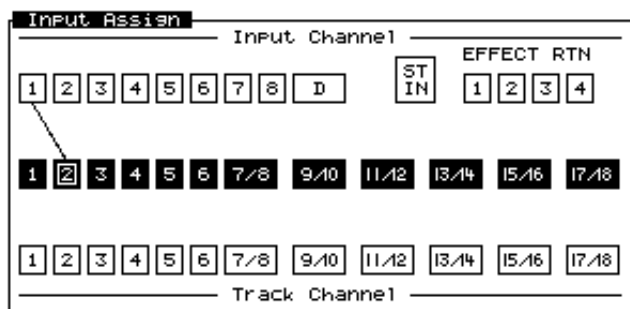 Input Assign
Input Channel
EFFECT RTN
1 2 3 4 5 6 7 8 D ST IN 1 2 3 4
1 2 3 4 5 6 7/8 9/10 11/12 13/14 15/16 17/18
1 2 3 4 5 6 7/8 9/10 11/12 13/14 15/16 17/18
Track Channel